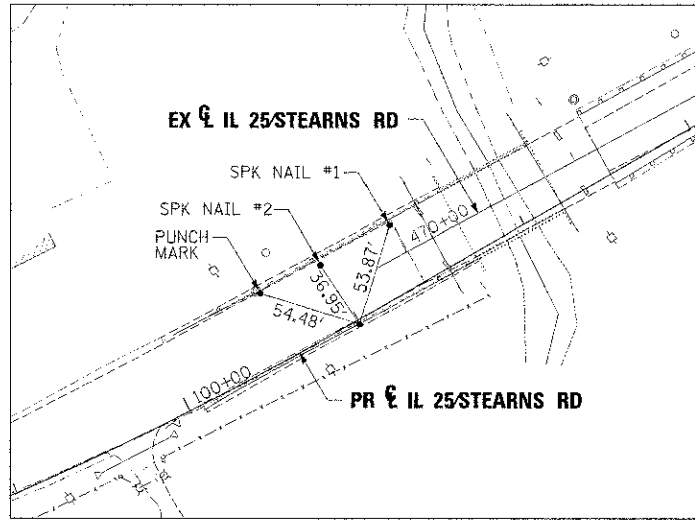 EX ℄ IL 25/STEARNS RD
SPK NAIL #1
SPK NAIL #2
PUNCH
MARK
470+00
53.87'
36.95'
54.48'
100+00
PR ℄ IL 25/STEARNS RD